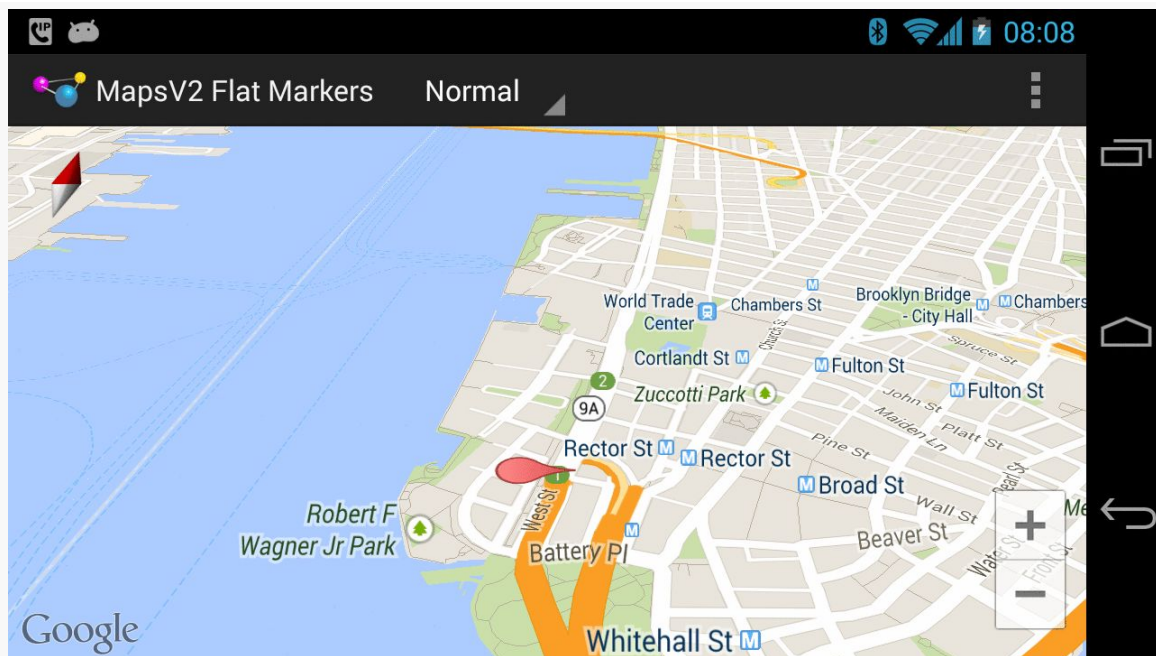 IP
08:08
MapsV2 Flat Markers
Normal
World Trade
Center
Chambers St
Brooklyn Bridge
- City Hall
Chambers
Church St
Spruce St
Cortlandt St
Fulton St
2
Zuccotti Park
Fulton St
9A
John St
Platt St
Maiden Ln
Rector St
Rector St
Pine St
1
Broad St
Pearl St
West St
Wall St
Me
Robert F
Wagner Jr Park
Battery Pl
Beaver St
Water St
Front St
Google
Whitehall St